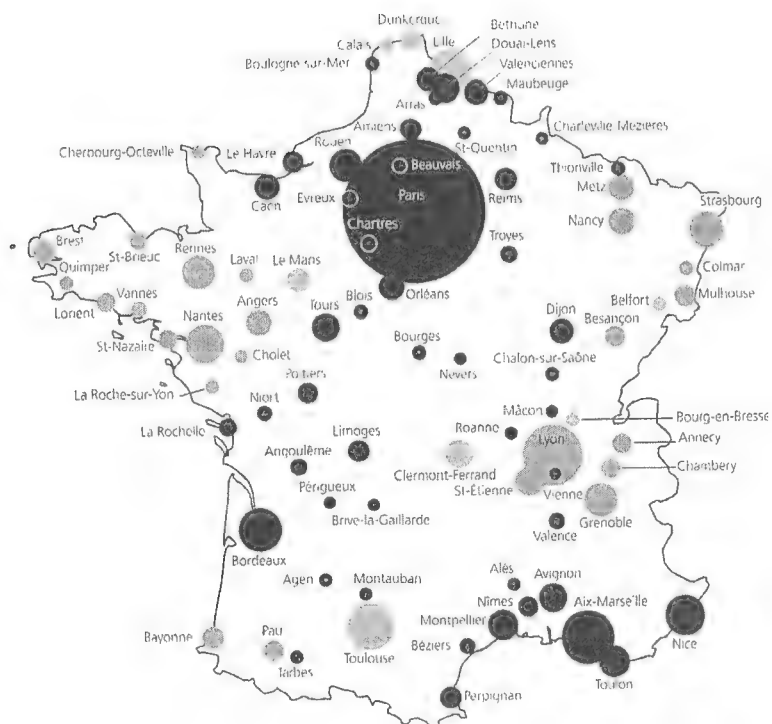 Dunkerque
Béthune
Calais
Lille
Douai-Lens
Boulogne-sur-Mer
Valenciennes
Maubeuge
Arras
Amiens
Charleville-Mézières
Rouen
St-Quentin
Cherbourg-Octeville
Le Havre
Thionville
Beauvais
Metz
Caen
Evreux
Paris
Reims
Strasbourg
Chartres
Nancy
Brest
St-Brieuc
Rennes
Laval
Le Mans
Troyes
Quimper
Colmar
Vannes
Angers
Blois
Orléans
Belfort
Mulhouse
Lorient
Nantes
Tours
Dijon
Besançon
Bourges
St-Nazaire
Cholet
Nevers
Chalon-sur-Saône
Poitiers
La Roche-sur-Yon
Niort
Mâcon
Bourg-en-Bresse
La Rochelle
Limoges
Roanne
Lyon
Annecy
Angoulême
Clermont-Ferrand
Chambery
St-Étienne
Périgueux
Vienne
Grenoble
Brive-la-Gaillarde
Valence
Bordeaux
Alès
Avignon
Agen
Montauban
Nîmes
Aix-Marseille
Montpellier
Bayonne
Pau
Toulouse
Béziers
Nice
Tarbes
Toulon
Perpignan